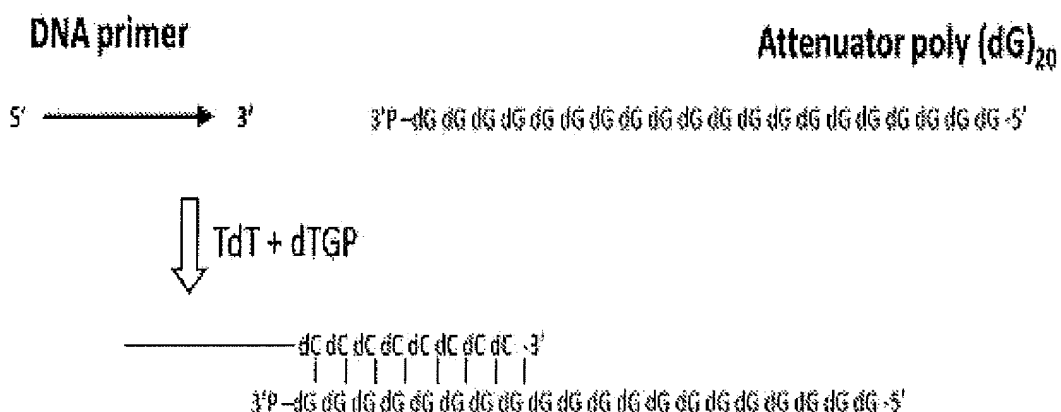 DNA primer
Attenuator poly (dG)20
5' 3'
3'P –dG dG dG dG dG dG dG dG dG dG dG dG dG dG dG dG dG dG dG dG -5'
TdT + dTGP
dC dC dC dC dC dC dC dC -3'
3'P –dG dG dG dG dG dG dG dG dG dG dG dG dG dG dG dG dG dG dG dG -5'